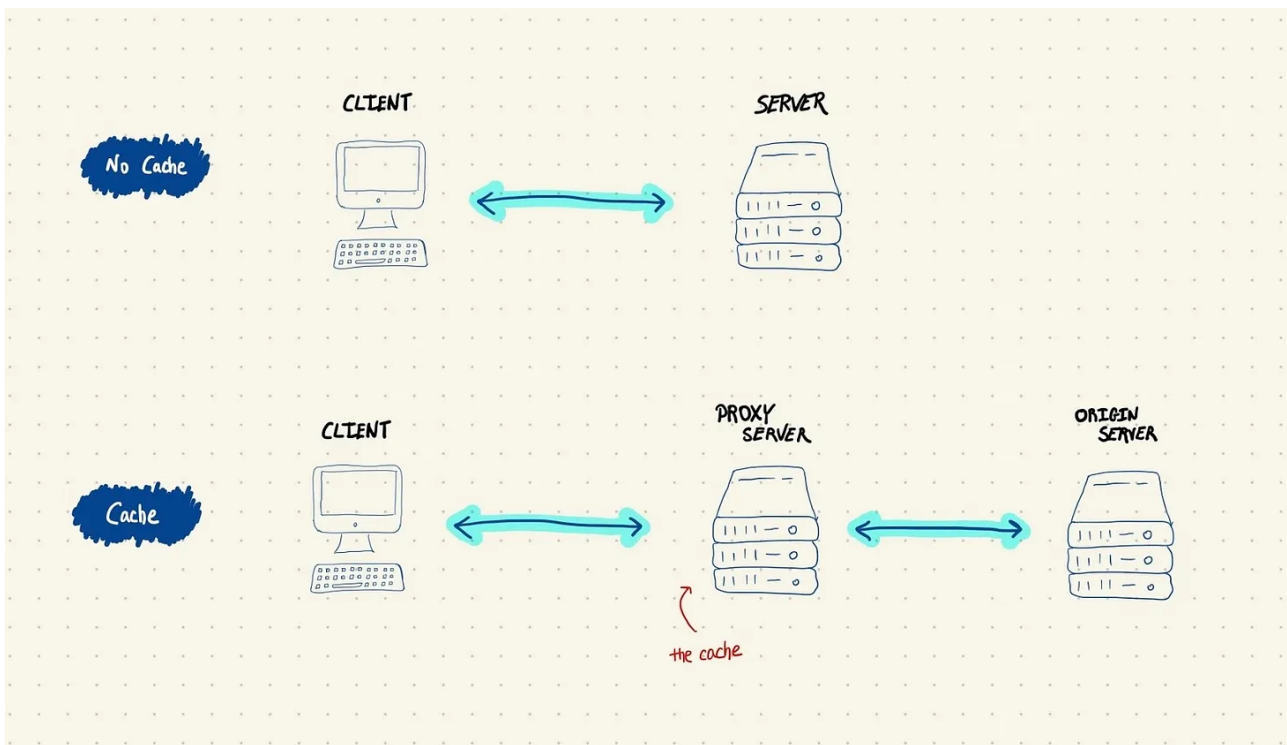 CLIENT
SERVER
No Cache
CLIENT
PROXY
SERVER
ORIGIN
SERVER
Cache
the cache